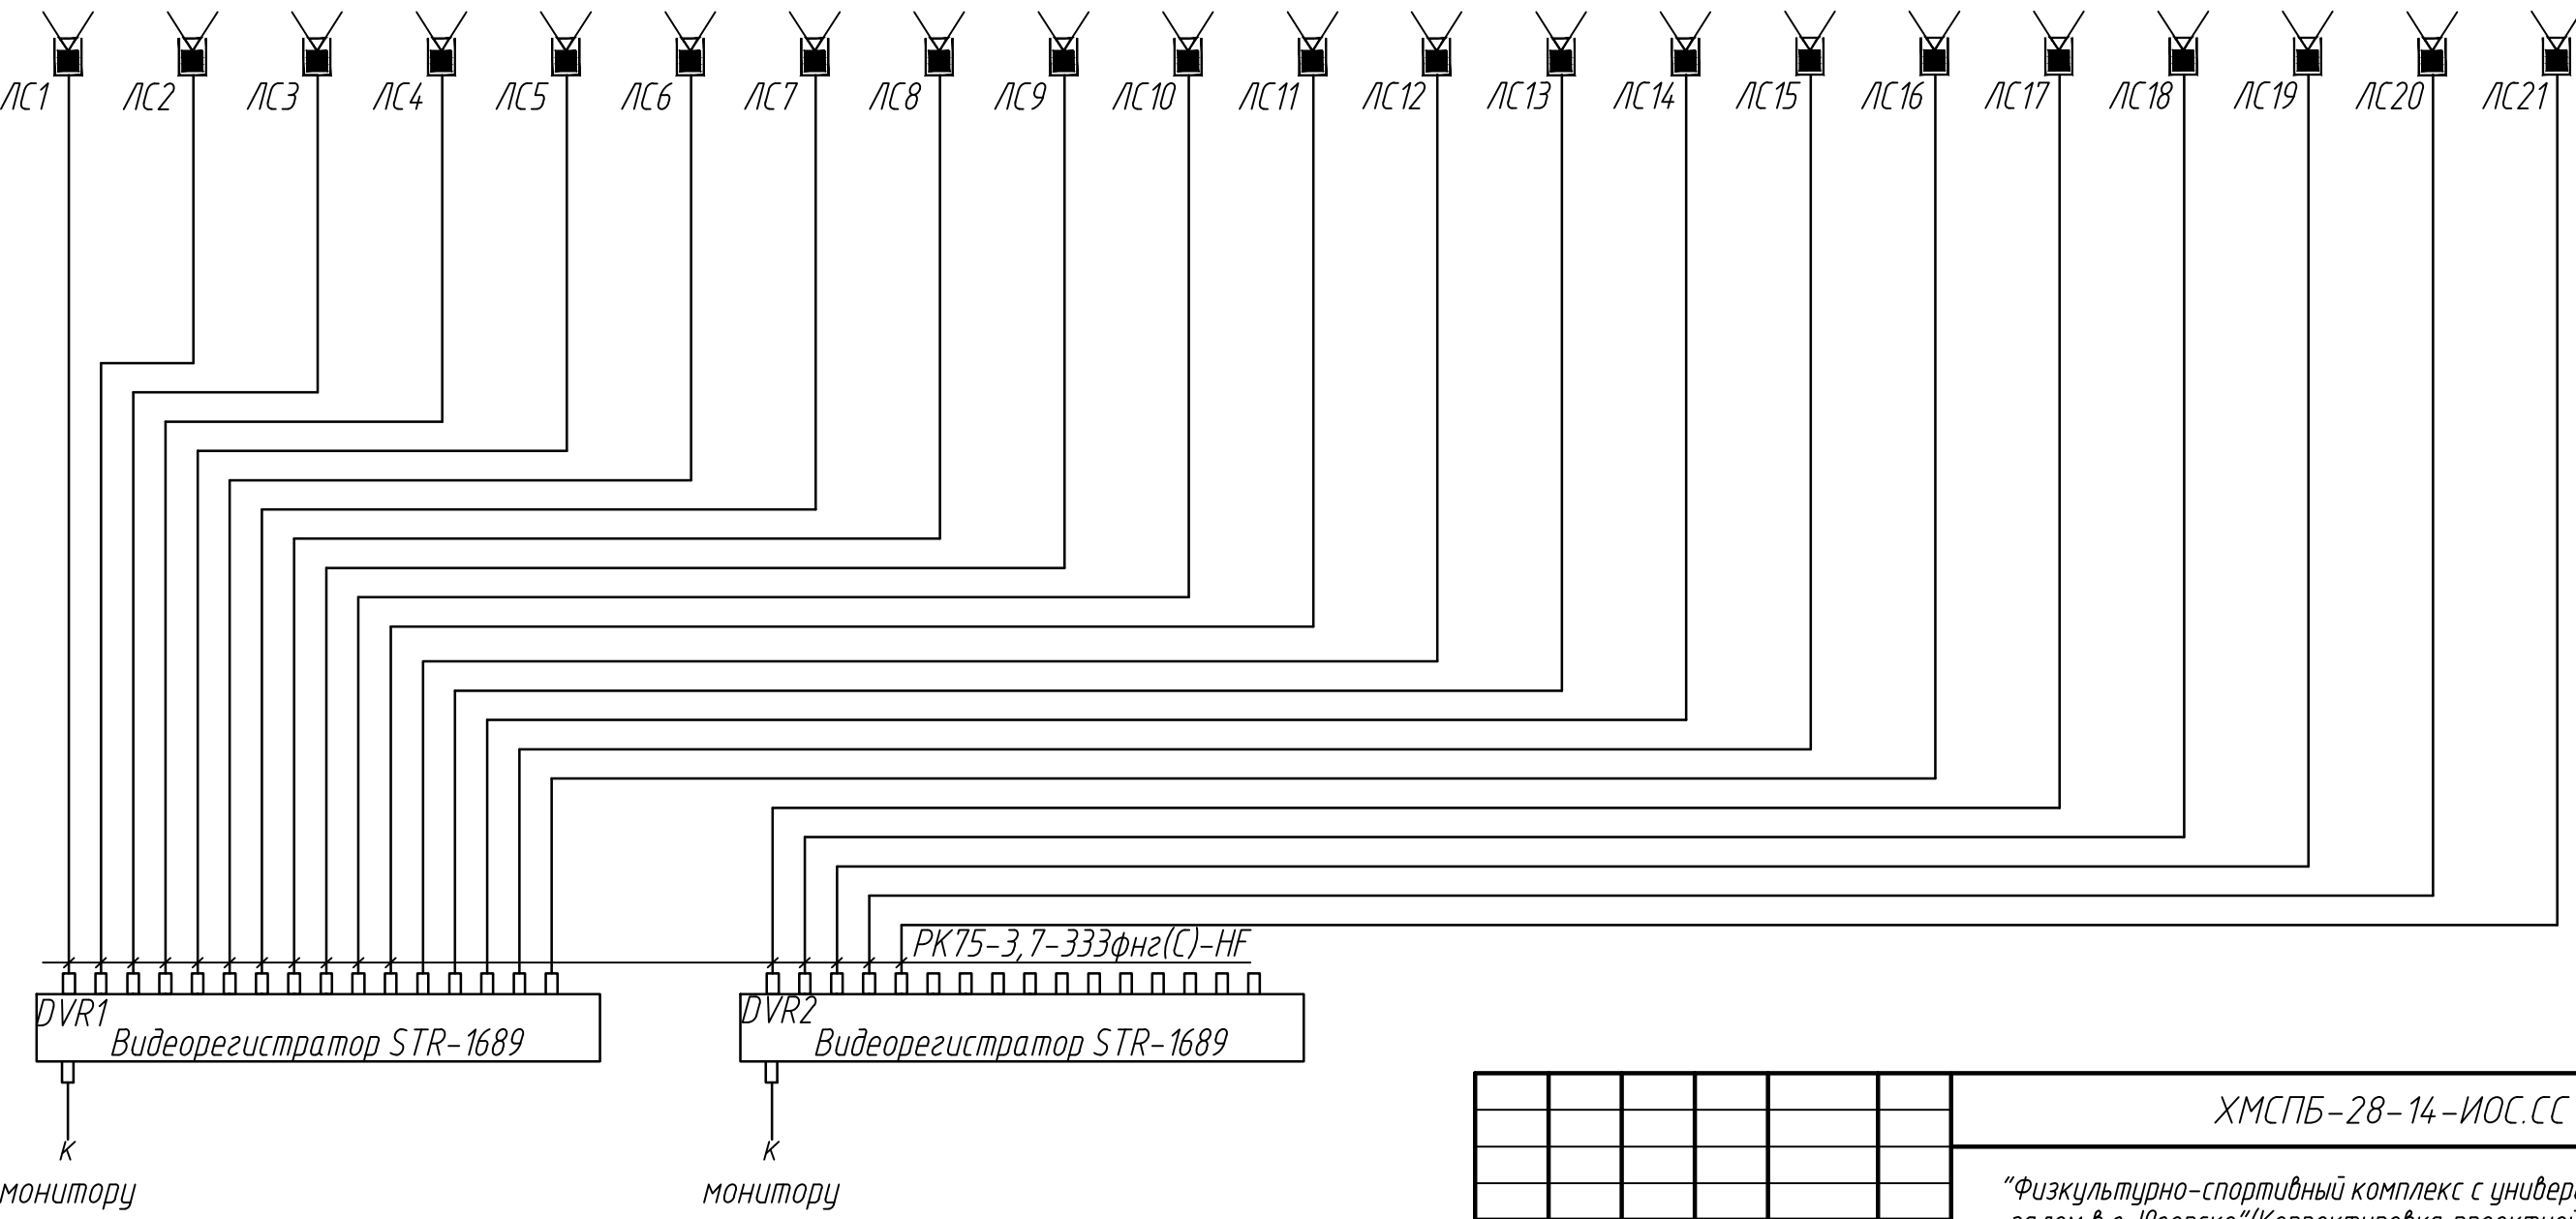 ЛС1 ЛС2 ЛС3 ЛС4 ЛС5 ЛС6 ЛС7 ЛС8 ЛС9 ЛС10 ЛС11 ЛС12 ЛС13 ЛС14 ЛС15 ЛС16 ЛС17 ЛС18 ЛС19 ЛС20 ЛС21
РК75-3,7-333фнг(С)-HF
DVR1
Видеорегистратор STR-1689
DVR2
Видеорегистратор STR-1689
к
монитору
к
монитору
ХМСПБ-28-14-ИОС.СС
"Физкультурно-спортивный комплекс с универ